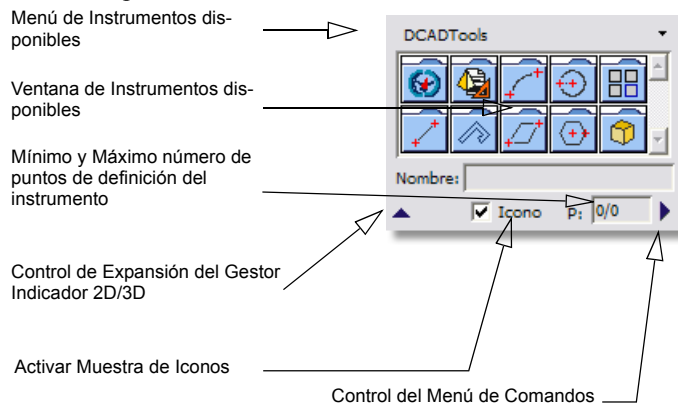 Menú de Instrumentos dis-
ponibles
DCADTools
Ventana de Instrumentos dis-
ponibles
Mínimo y Máximo número de
puntos de definición del
instrumento
Nombre:
Icono P: 0/0
Control de Expansión del Gestor
Indicador 2D/3D
Activar Muestra de Iconos
Control del Menú de Comandos